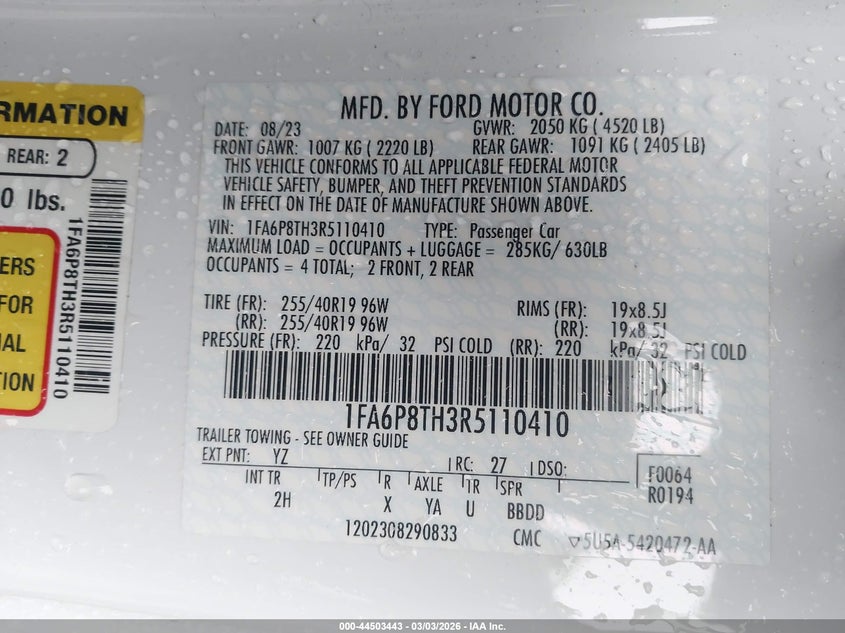 RMATION
REAR: 2
0 lbs.
ERS
FOR
IAL
TION
1FA6P8TH3R5110410
MFD. BY FORD MOTOR CO.
DATE: 08/23 GVWR: 2050 KG ( 4520 LB)
FRONT GAWR: 1007 KG ( 2220 LB) REAR GAWR: 1091 KG ( 2405 LB)
THIS VEHICLE CONFORMS TO ALL APPLICABLE FEDERAL MOTOR
VEHICLE SAFETY, BUMPER, AND THEFT PREVENTION STANDARDS
IN EFFECT ON THE DATE OF MANUFACTURE SHOWN ABOVE.
VIN: 1FA6P8TH3R5110410 TYPE: Passenger Car
MAXIMUM LOAD = OCCUPANTS + LUGGAGE = 285KG/ 630LB
OCCUPANTS = 4 TOTAL; 2 FRONT, 2 REAR
TIRE (FR): 255/40R19 96W RIMS (FR): 19x8.5J
(RR): 255/40R19 96W (RR): 19x8.5J
PRESSURE (FR): 220 kPa/ 32 PSI COLD (RR): 220 kPa/ 32 PSI COLD
1FA6P8TH3R5110410
TRAILER TOWING - SEE OWNER GUIDE
EXT PNT: YZ RC: 27 DSO:
INT TR TP/PS R AXLE TR SPR
2H X YA U BBDD
F0064
R0194
1202308290833 CMC ▽5U5A-5420472-AA
000-44503443 - 03/03/2026 - IAA Inc.